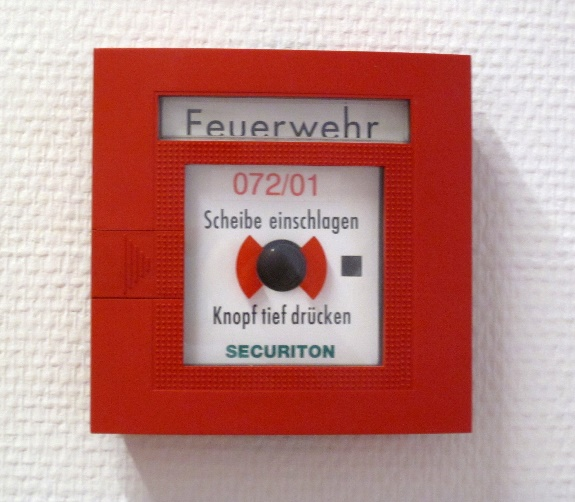 Feuerwehr
072/01
Scheibe einschlagen
Knopf tief drücken
SECURITON